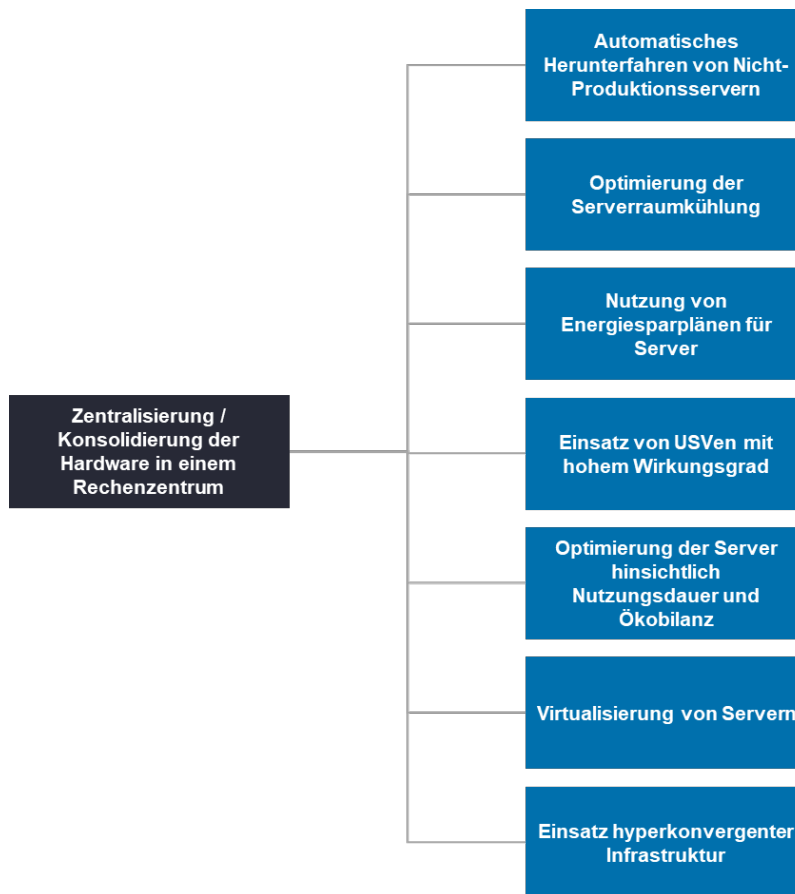 Automatisches
Herunterfahren von Nicht-
Produktionsservern
Optimierung der
Serverraumkühlung
Nutzung von
Energiesparplänen für
Server
Zentralisierung /
Konsolidierung der
Hardware in einem
Rechenzentrum
Einsatz von USVen mit
hohem Wirkungsgrad
Optimierung der Server
hinsichtlich
Nutzungsdauer und
Ökobilanz
Virtualisierung von Servern
Einsatz hyperkonvergenter
Infrastruktur